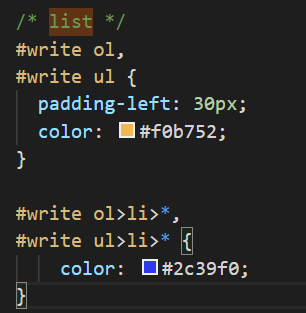 /* list */
#write ol,
#write ul {
  padding-left: 30px;
  color: #f0b752;
}

#write ol>li>*,
#write ul>li>* {
    color: #2c39f0;
}